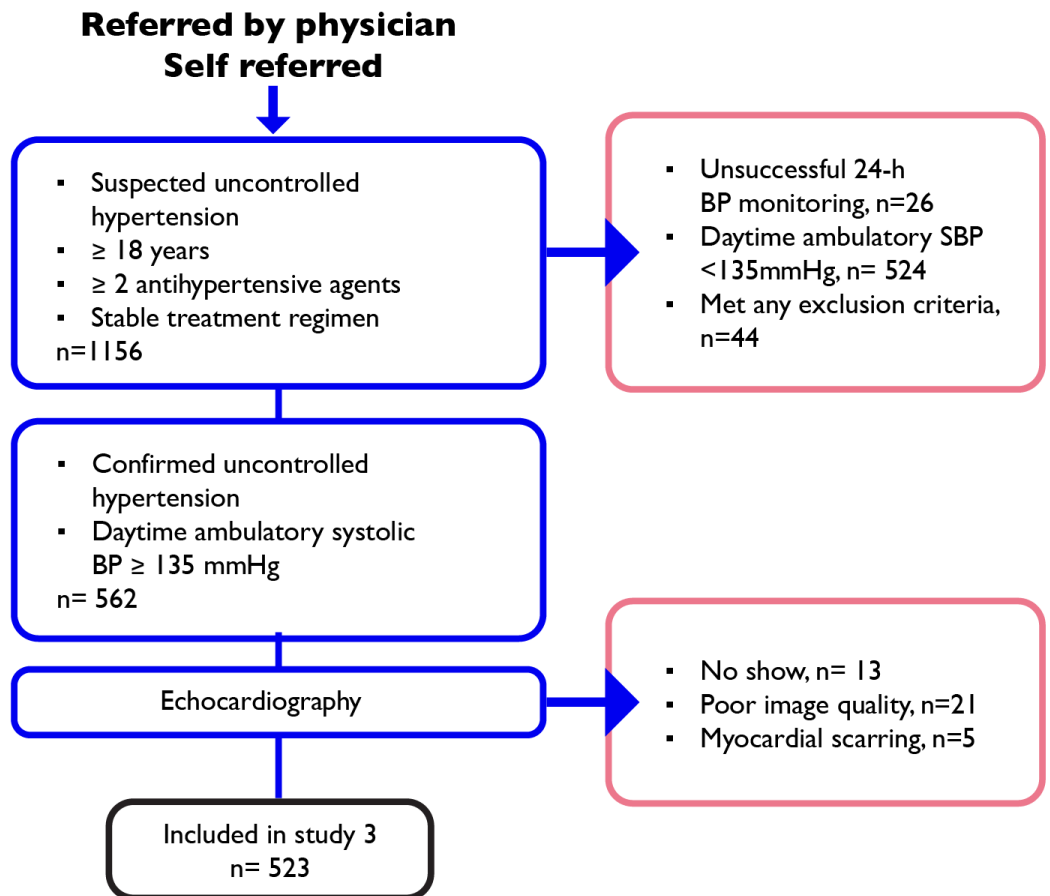 Referred by physician
Self referred
▪ Suspected uncontrolled
hypertension
▪ ≥ 18 years
▪ ≥ 2 antihypertensive agents
▪ Stable treatment regimen
n=1156
▪ Unsuccessful 24-h
BP monitoring, n=26
▪ Daytime ambulatory SBP
<135mmHg, n= 524
▪ Met any exclusion criteria,
n=44
▪ Confirmed uncontrolled
hypertension
▪ Daytime ambulatory systolic
BP ≥ 135 mmHg
n= 562
Echocardiography
▪ No show, n= 13
▪ Poor image quality, n=21
▪ Myocardial scarring, n=5
Included in study 3
n= 523